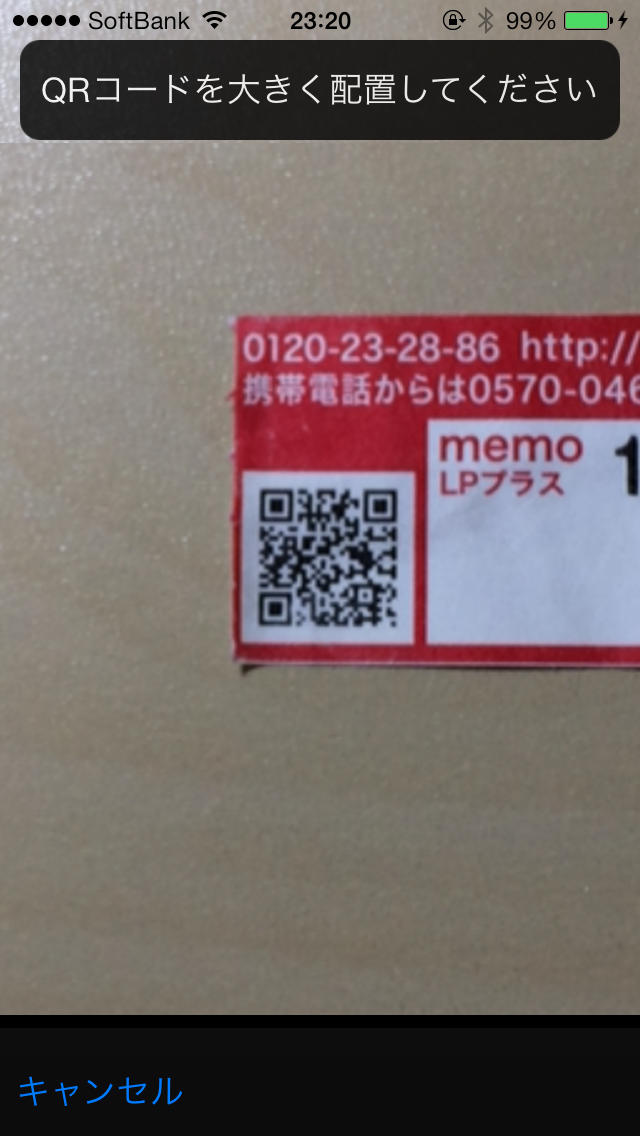 SoftBank 23:20 99%
QRコードを大きく配置してください
0120-23-28-86 http://
携帯電話からは0570-046
memo 1
LPプラス
キャンセル